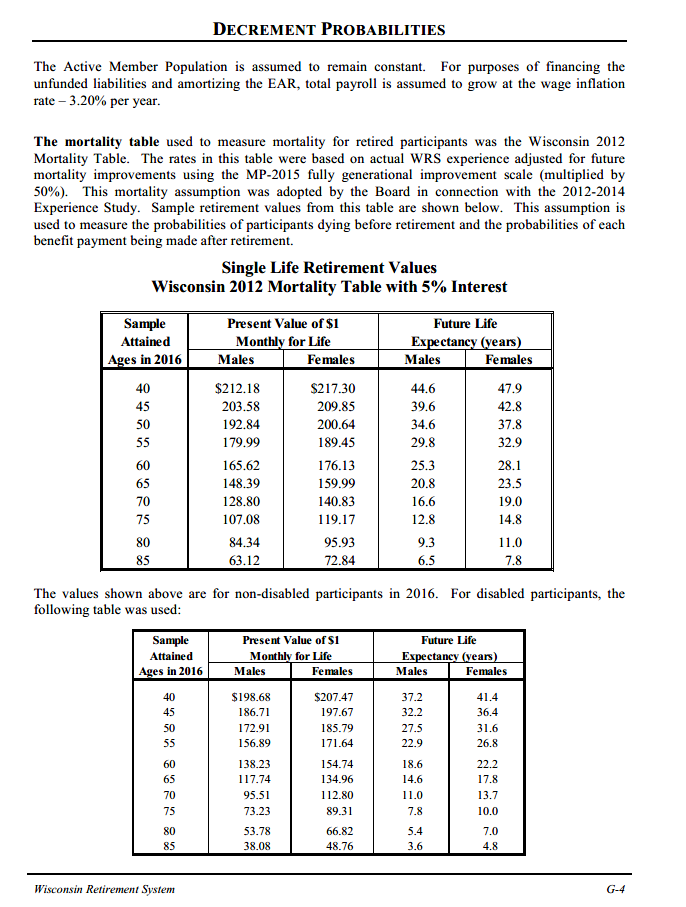 DECREMENT PROBABILITIES
The Active Member Population is assumed to remain constant. For purposes of financing the
unfunded liabilities and amortizing the EAR, total payroll is assumed to grow at the wage inflation
rate – 3.20% per year.
The mortality table used to measure mortality for retired participants was the Wisconsin 2012
Mortality Table. The rates in this table were based on actual WRS experience adjusted for future
mortality improvements using the MP-2015 fully generational improvement scale (multiplied by
50%). This mortality assumption was adopted by the Board in connection with the 2012-2014
Experience Study. Sample retirement values from this table are shown below. This assumption is
used to measure the probabilities of participants dying before retirement and the probabilities of each
benefit payment being made after retirement.
Single Life Retirement Values
Wisconsin 2012 Mortality Table with 5% Interest
Sample Present Value of $1 Future Life
Attained Monthly for Life Expectancy (years)
Ages in 2016 Males Females Males Females
40 $212.18 $217.30 44.6 47.9
45 203.58 209.85 39.6 42.8
50 192.84 200.64 34.6 37.8
55 179.99 189.45 29.8 32.9
60 165.62 176.13 25.3 28.1
65 148.39 159.99 20.8 23.5
70 128.80 140.83 16.6 19.0
75 107.08 119.17 12.8 14.8
80 84.34 95.93 9.3 11.0
85 63.12 72.84 6.5 7.8
The values shown above are for non-disabled participants in 2016. For disabled participants, the
following table was used:
Sample Present Value of $1 Future Life
Attained Monthly for Life Expectancy (years)
Ages in 2016 Males Females Males Females
40 $198.68 $207.47 37.2 41.4
45 186.71 197.67 32.2 36.4
50 172.91 185.79 27.5 31.6
55 156.89 171.64 22.9 26.8
60 138.23 154.74 18.6 22.2
65 117.74 134.96 14.6 17.8
70 95.51 112.80 11.0 13.7
75 73.23 89.31 7.8 10.0
80 53.78 66.82 5.4 7.0
85 38.08 48.76 3.6 4.8
Wisconsin Retirement System G-4